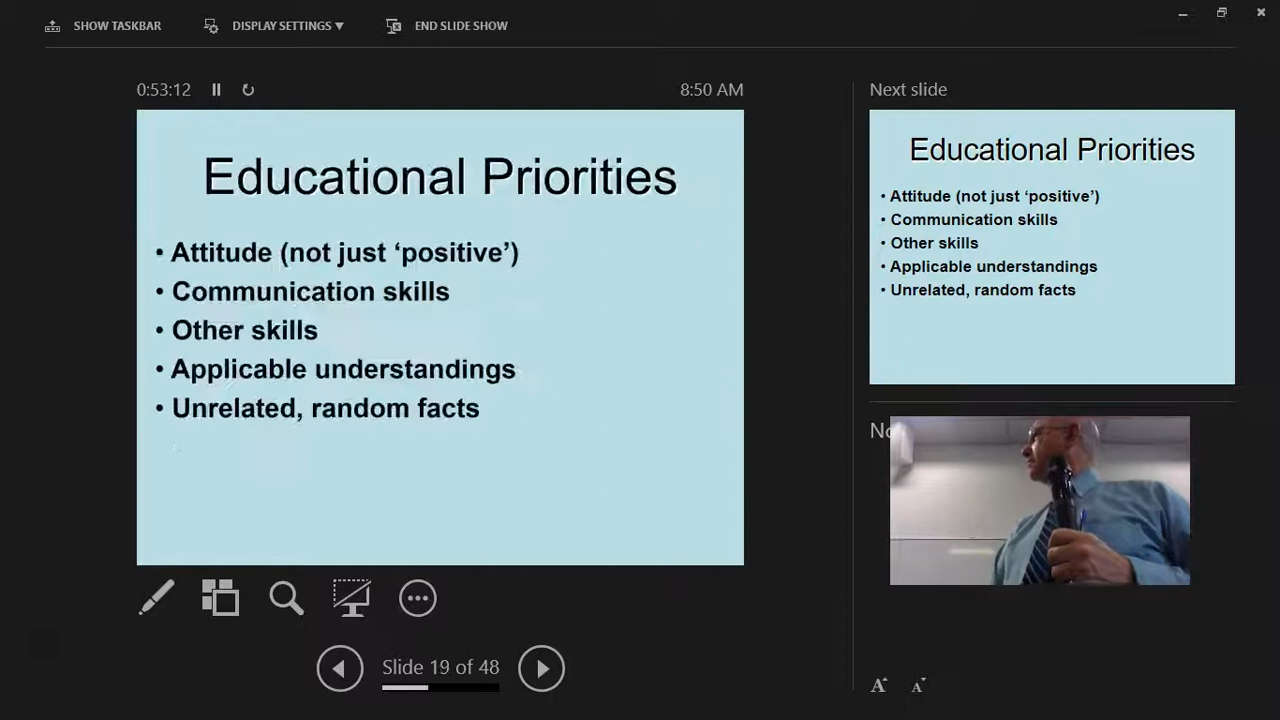 SHOW TASKBAR
DISPLAY SETTINGS ▼
END SLIDE SHOW
0:53:12
8:50 AM
Educational Priorities
• Attitude (not just ‘positive’)
• Communication skills
• Other skills
• Applicable understandings
• Unrelated, random facts
Slide 19 of 48
Next slide
Educational Priorities
• Attitude (not just ‘positive’)
• Communication skills
• Other skills
• Applicable understandings
• Unrelated, random facts
A
A